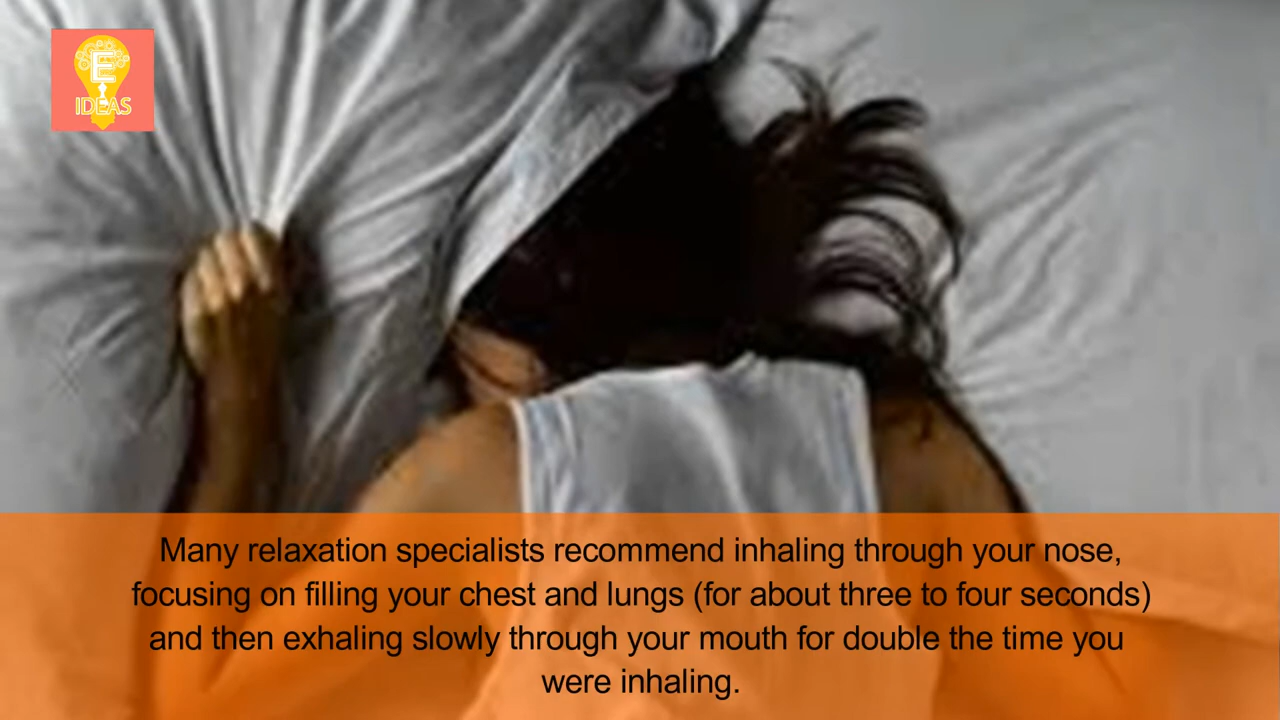 E
IDEAS
Many relaxation specialists recommend inhaling through your nose,
focusing on filling your chest and lungs (for about three to four seconds)
and then exhaling slowly through your mouth for double the time you
were inhaling.